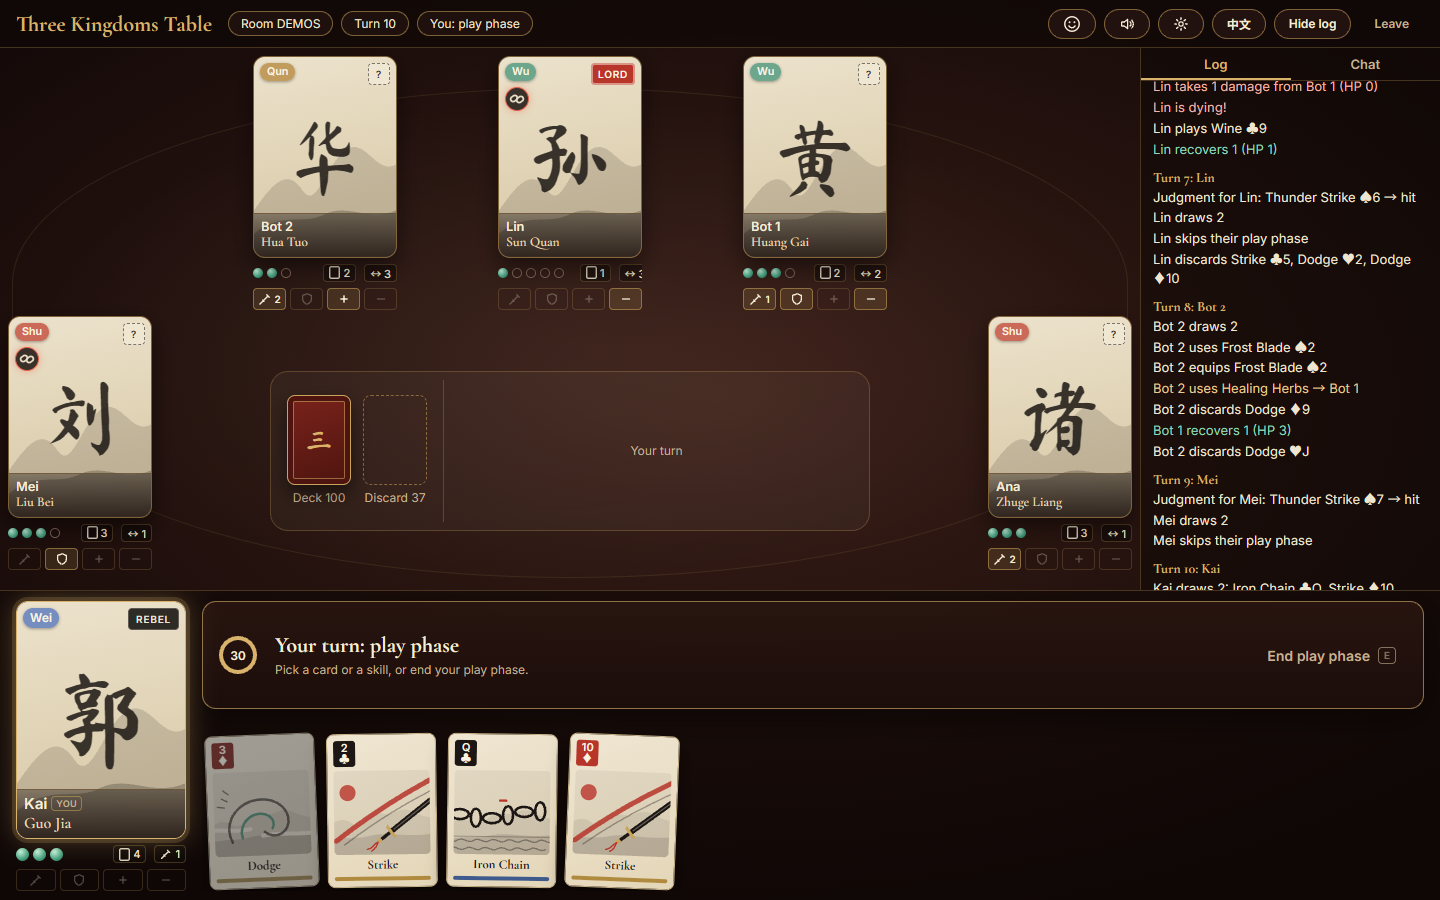 Three Kingdoms Table
Room DEMOS
Turn 10
You: play phase
中文
Hide log
Leave
Qun
?
华
Bot 2
Hua Tuo
2
3
2
Wu
LORD
孙
Lin
Sun Quan
1
Wu
?
黄
Bot 1
Huang Gai
2
2
1
Shu
?
刘
Mei
Liu Bei
3
1
三
Deck 100
Discard 37
Your turn
Shu
?
诸
Ana
Zhuge Liang
3
1
2
Log
Chat
Lin takes 1 damage from Bot 1 (HP 0)
Lin is dying!
Lin plays Wine ♣9
Lin recovers 1 (HP 1)
Turn 7: Lin
Judgment for Lin: Thunder Strike ♠6 → hit
Lin draws 2
Lin skips their play phase
Lin discards Strike ♣5, Dodge ♥2, Dodge
♦10
Turn 8: Bot 2
Bot 2 draws 2
Bot 2 uses Frost Blade ♠2
Bot 2 equips Frost Blade ♠2
Bot 2 uses Healing Herbs → Bot 1
Bot 2 discards Dodge ♦9
Bot 1 recovers 1 (HP 3)
Bot 2 discards Dodge ♥J
Turn 9: Mei
Judgment for Mei: Thunder Strike ♠7 → hit
Mei draws 2
Mei skips their play phase
Turn 10: Kai
Kai draws 2: Iron Chain ♣Q, Strike ♦10
Wei
REBEL
郭
Kai YOU
Guo Jia
4
1
30
Your turn: play phase
Pick a card or a skill, or end your play phase.
End play phase E
3
♦
Dodge
2
♣
Strike
Q
♣
Iron Chain
10
♦
Strike